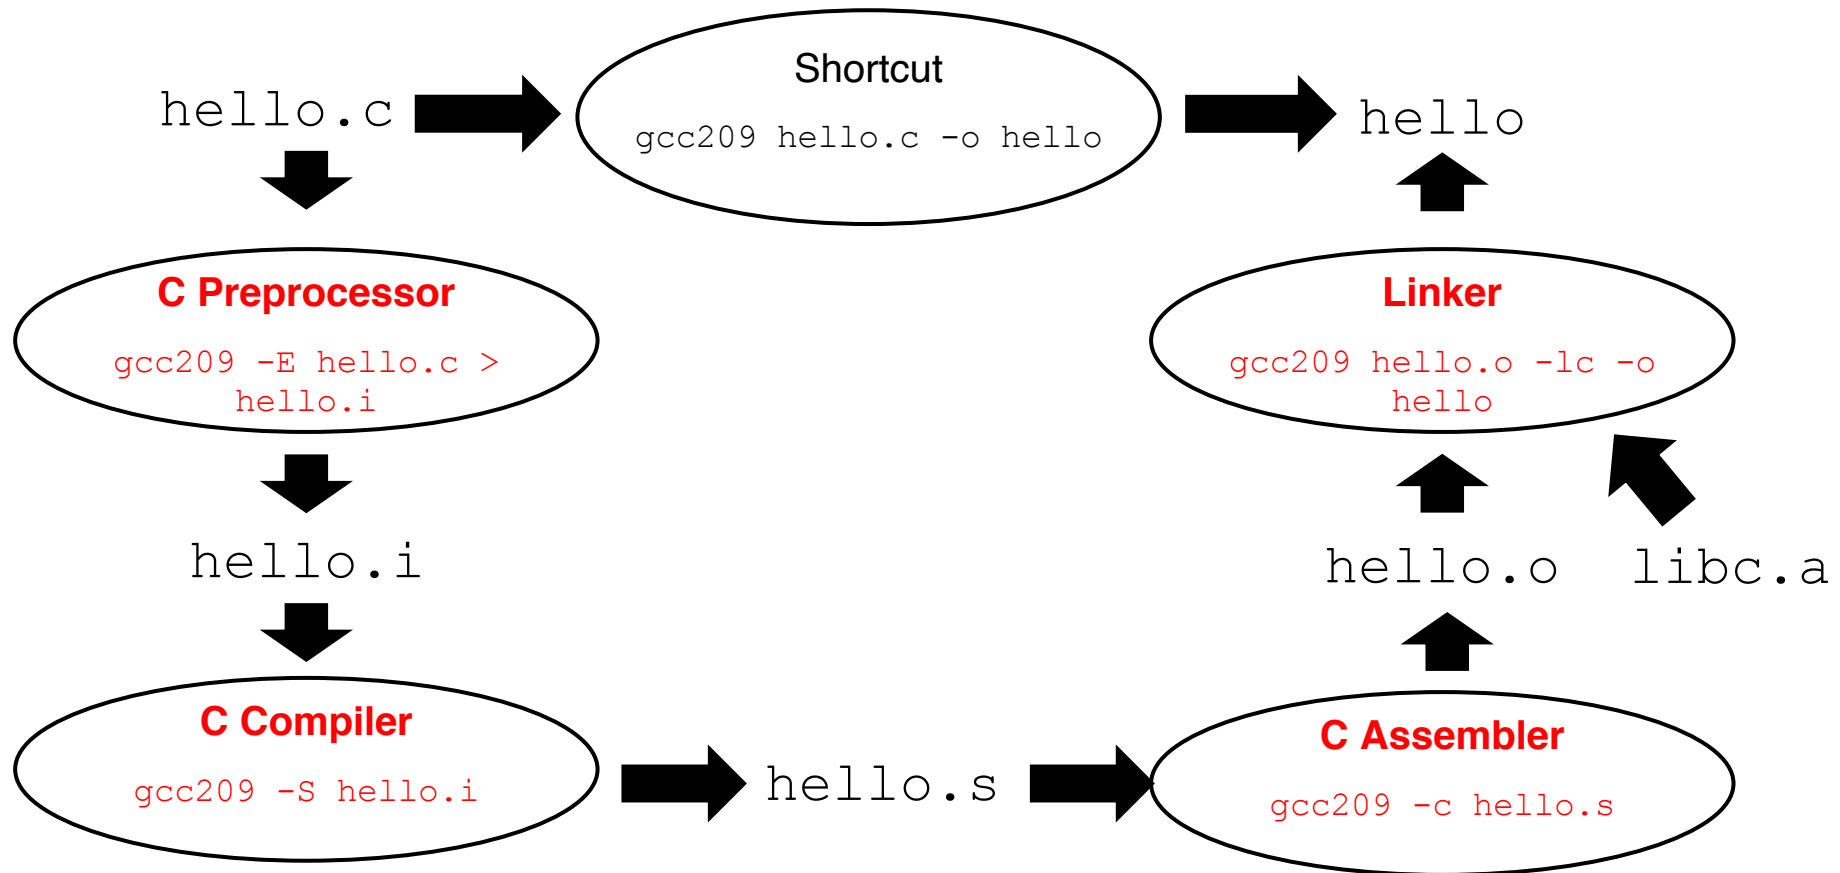 Shortcut
hello.c
gcc209 hello.c -o hello
hello
C Preprocessor
gcc209 -E hello.c >
hello.i
Linker
gcc209 hello.o -lc -o
hello
hello.i
hello.o
libc.a
C Compiler
gcc209 -S hello.i
hello.s
C Assembler
gcc209 -c hello.s